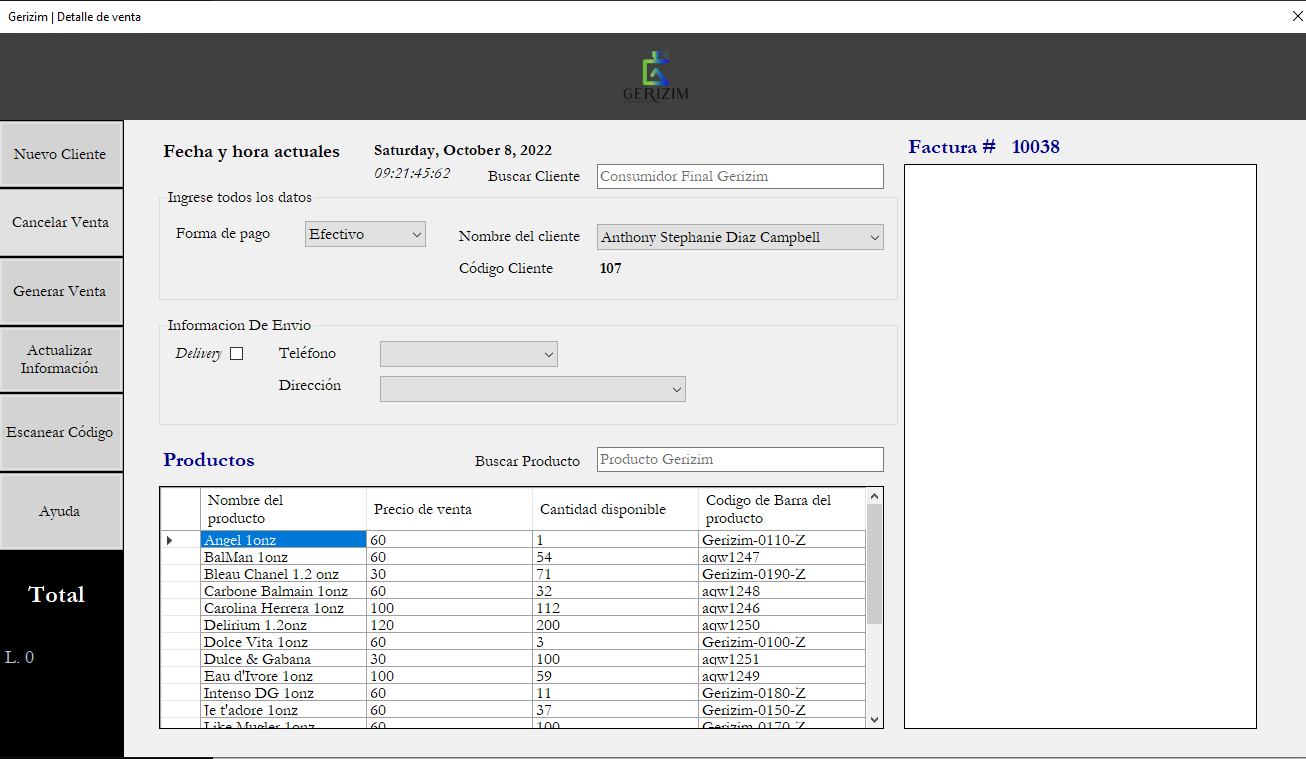 Gerizim | Detalle de venta
GERIZIM
Nuevo Cliente
Cancelar Venta
Generar Venta
Actualizar
Información
Escanear Código
Ayuda
Total
L. 0
Fecha y hora actuales
Saturday, October 8, 2022
09:21:45:62
Buscar Cliente
Consumidor Final Gerizim
Ingrese todos los datos
Forma de pago
Efectivo
Nombre del cliente
Anthony Stephanie Diaz Campbell
Código Cliente
107
Informacion De Envio
Delivery
Teléfono
Dirección
Productos
Buscar Producto
Producto Gerizim
Nombre del
producto
Precio de venta
Cantidad disponible
Codigo de Barra del
producto
Angel 1onz 60 1 Gerizim-0110-Z
BalMan 1onz 60 54 aqw1247
Bleau Chanel 1.2 onz 30 71 Gerizim-0190-Z
Carbone Balmain 1onz 60 32 aqw1248
Carolina Herrera 1onz 100 112 aqw1246
Delirium 1.2onz 120 200 aqw1250
Dolce Vita 1onz 60 3 Gerizim-0100-Z
Dulce & Gabana 30 100 aqw1251
Eau d'Ivore 1onz 100 59 aqw1249
Intenso DG 1onz 60 11 Gerizim-0180-Z
Je t'adore 1onz 60 37 Gerizim-0150-Z
Like Mugler 1onz 60 100 Gerizim-0170-Z
Factura # 10038